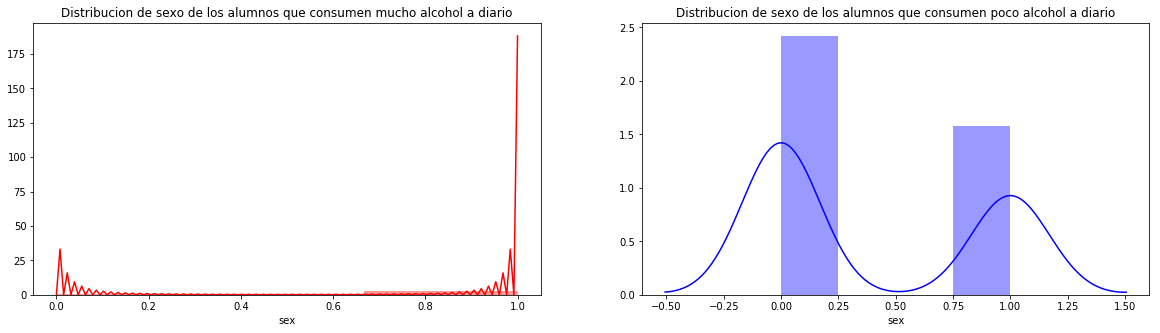 Distribucion de sexo de los alumnos que consumen mucho alcohol a diario
175
150
125
100
75
50
25
0
0.0 0.2 0.4 0.6 0.8 1.0
sex
Distribucion de sexo de los alumnos que consumen poco alcohol a diario
2.5
2.0
1.5
1.0
0.5
0.0
−0.50 −0.25 0.00 0.25 0.50 0.75 1.00 1.25 1.50
sex